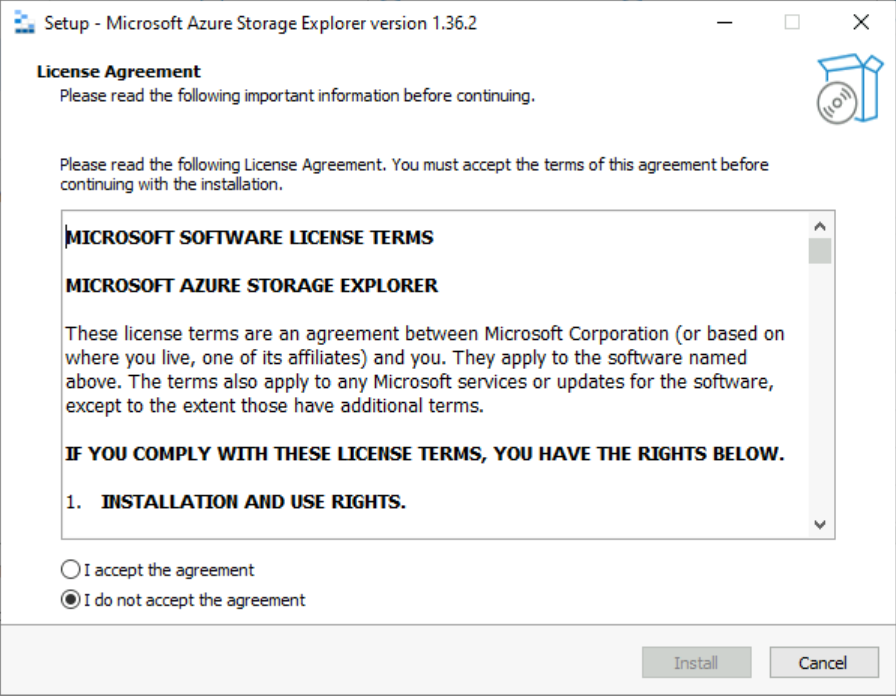 Setup - Microsoft Azure Storage Explorer version 1.36.2
License Agreement
Please read the following important information before continuing.
Please read the following License Agreement. You must accept the terms of this agreement before
continuing with the installation.
MICROSOFT SOFTWARE LICENSE TERMS
MICROSOFT AZURE STORAGE EXPLORER
These license terms are an agreement between Microsoft Corporation (or based on
where you live, one of its affiliates) and you. They apply to the software named
above. The terms also apply to any Microsoft services or updates for the software,
except to the extent those have additional terms.
IF YOU COMPLY WITH THESE LICENSE TERMS, YOU HAVE THE RIGHTS BELOW.
1. INSTALLATION AND USE RIGHTS.
I accept the agreement
I do not accept the agreement
Install Cancel